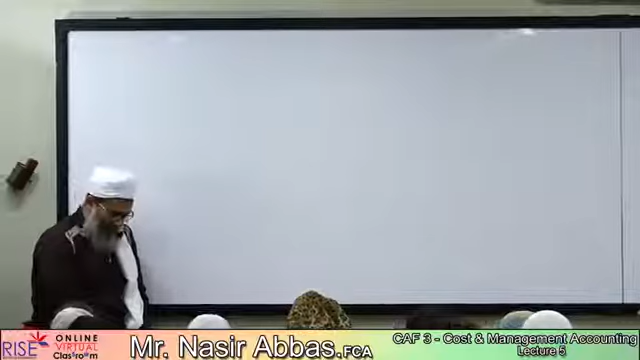 RISE ONLINE
VIRTUAL
Classroom
Mr. Nasir Abbas.FCA
CAF 3 - Cost & Management Accounting
Lecture 5